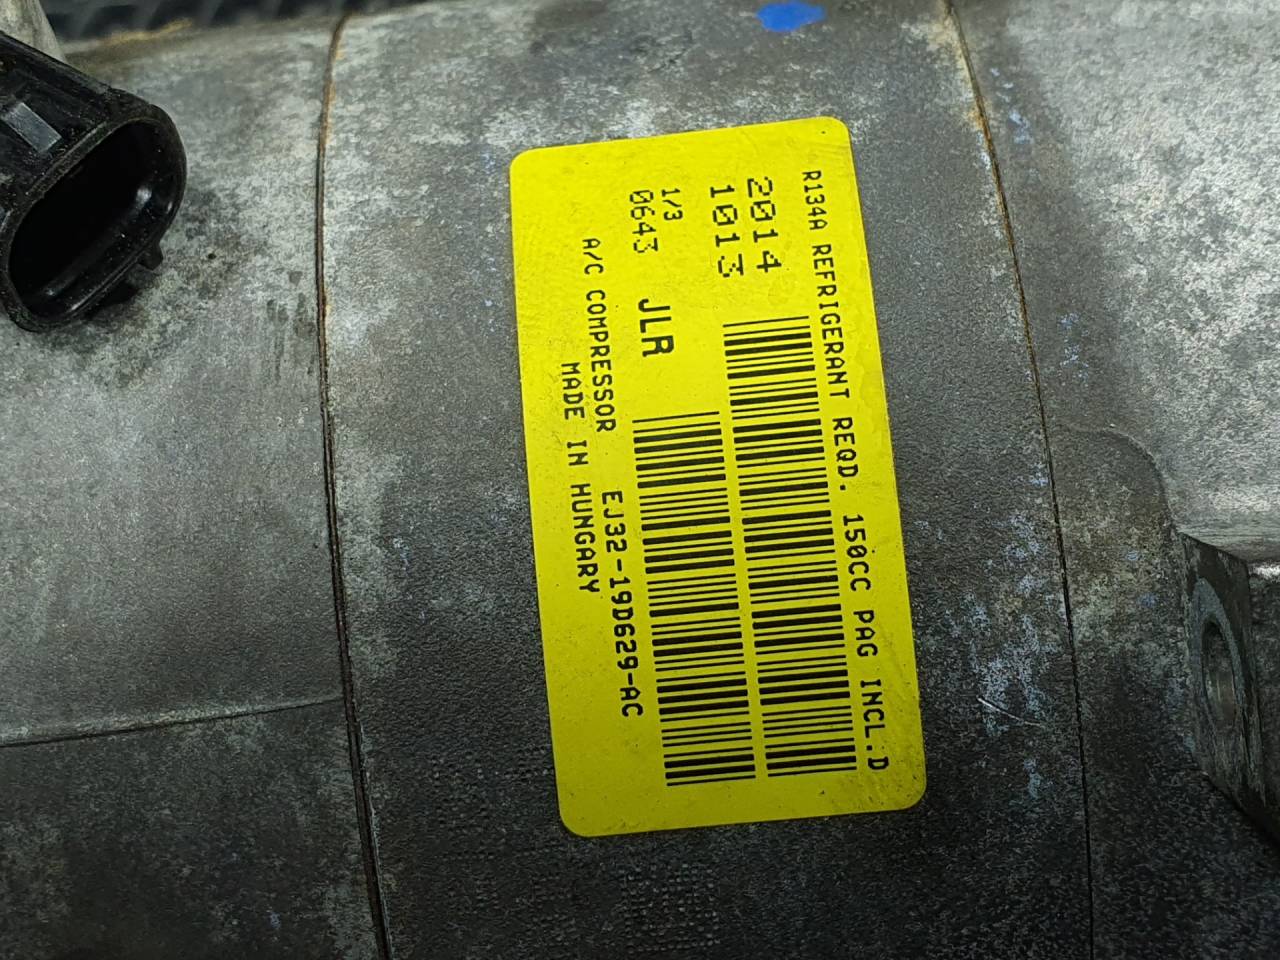 R134A REFRIGERANT REQD. 150CC PAG INCL.D
2014
1013
1/3
0643 JLR
A/C COMPRESSOR EJ32-19D629-AC
MADE IN HUNGARY